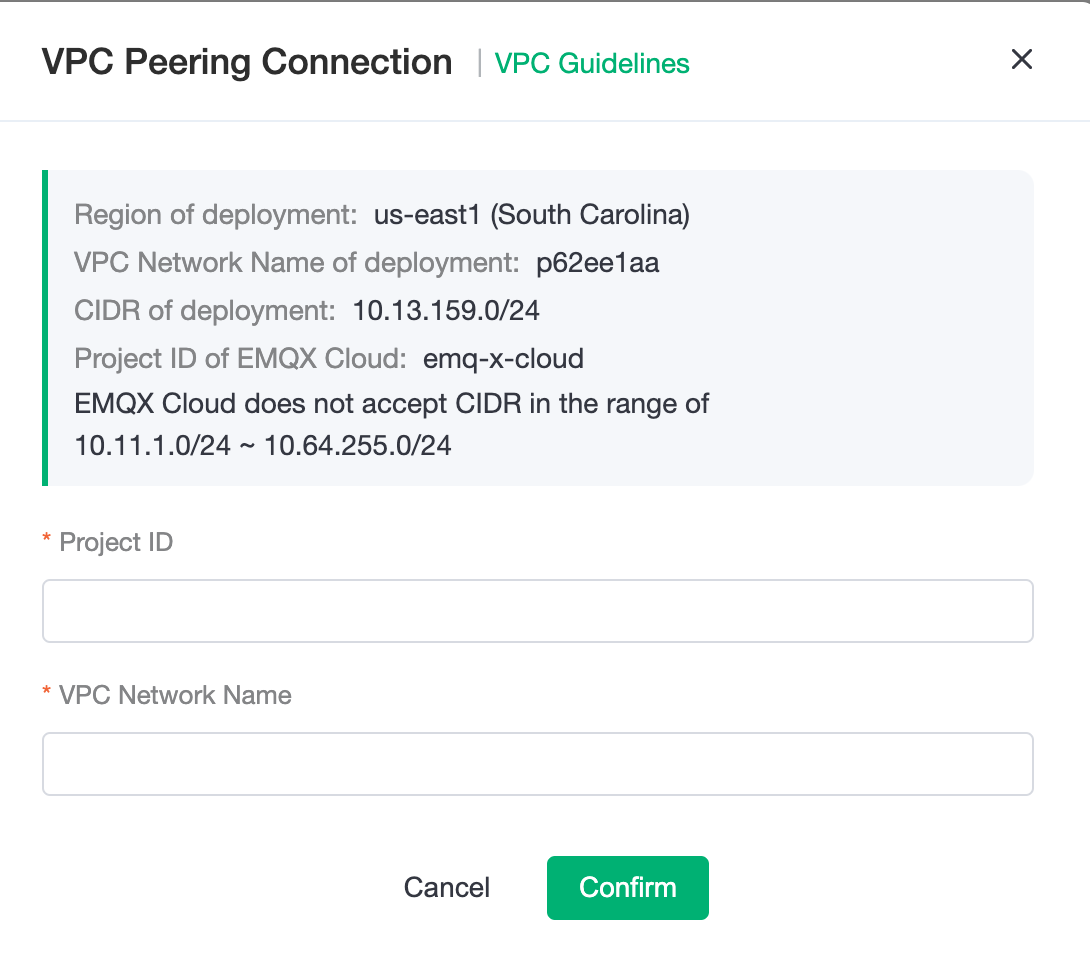 VPC Peering Connection | VPC Guidelines
Region of deployment: us-east1 (South Carolina)
VPC Network Name of deployment: p62ee1aa
CIDR of deployment: 10.13.159.0/24
Project ID of EMQX Cloud: emq-x-cloud
EMQX Cloud does not accept CIDR in the range of
10.11.1.0/24 ~ 10.64.255.0/24
* Project ID
* VPC Network Name
Cancel Confirm